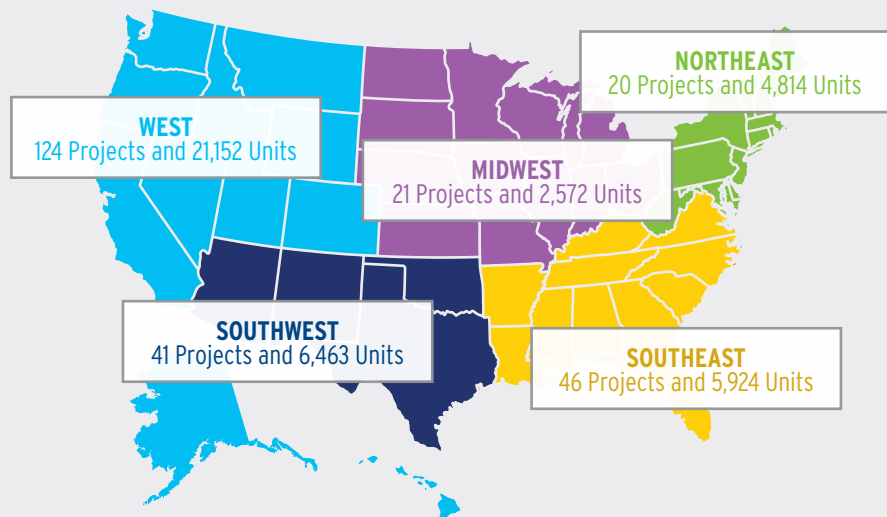 NORTHEAST
20 Projects and 4,814 Units
WEST
124 Projects and 21,152 Units
MIDWEST
21 Projects and 2,572 Units
SOUTHWEST
41 Projects and 6,463 Units
SOUTHEAST
46 Projects and 5,924 Units